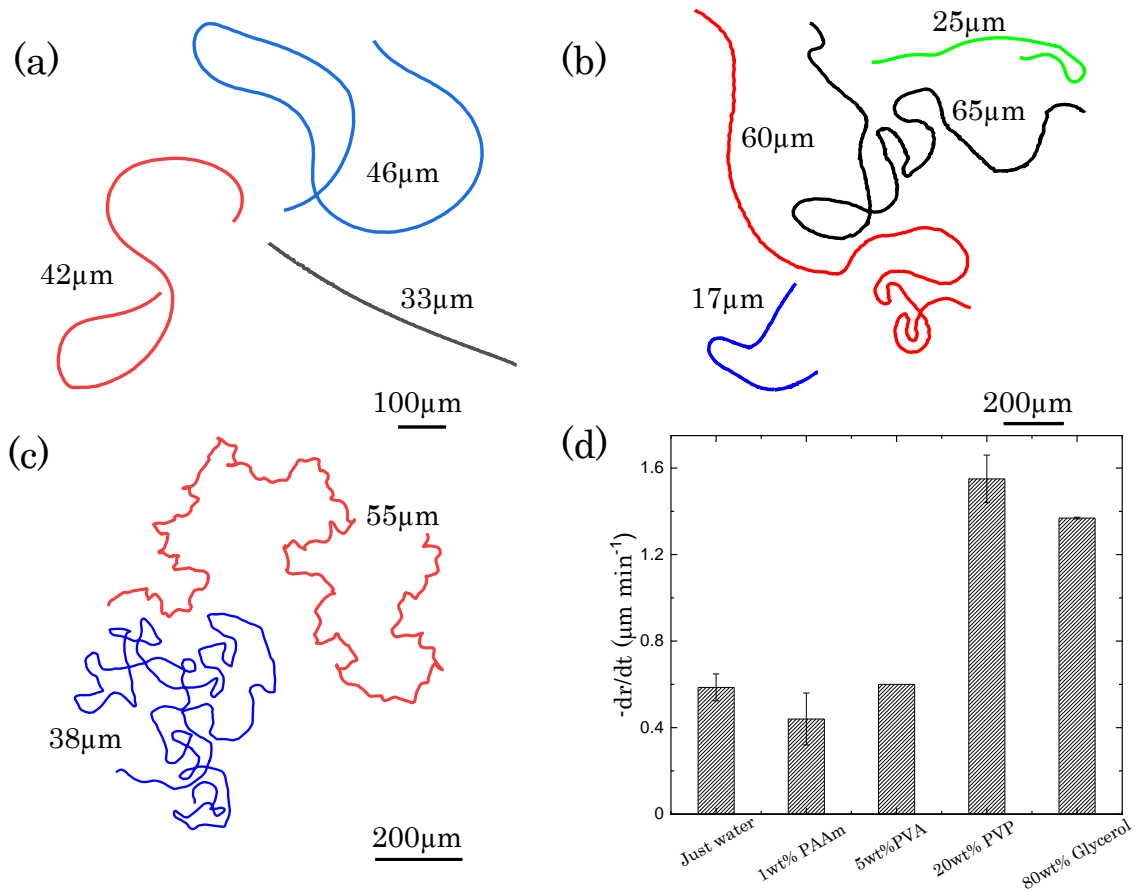 (a)
46µm
42µm
33µm
100µm
(b)
25µm
65µm
60µm
17µm
200µm
(c)
55µm
38µm
200µm
(d)
-dr/dt (µm min⁻¹)
1.6
1.2
0.8
0.4
0
Just water
1wt% PAAm
5wt%PVA
20wt% PVP
80wt% Glycerol